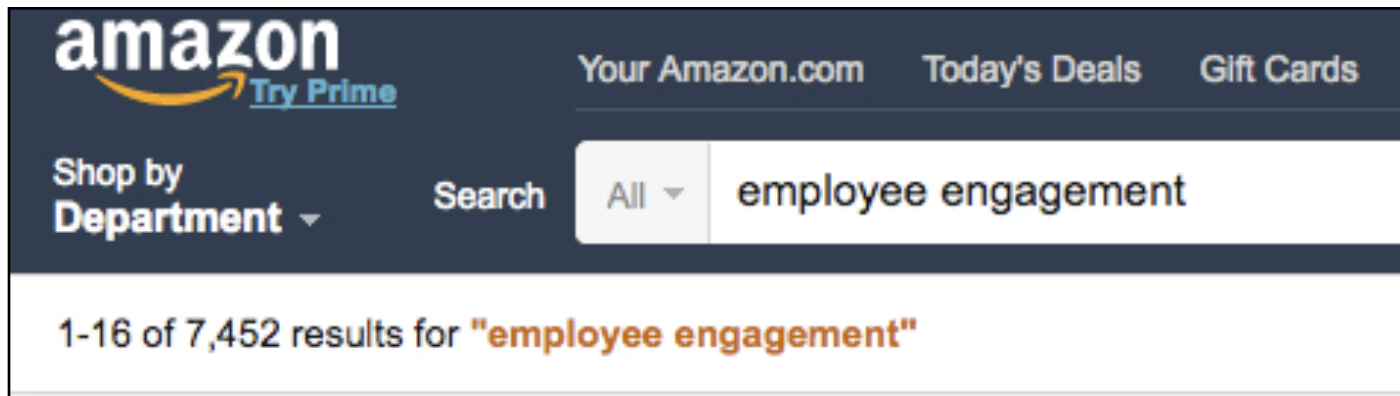 amazon
Try Prime
Your Amazon.com Today's Deals Gift Cards
Shop by
Department
Search
All
employee engagement
1-16 of 7,452 results for "employee engagement"